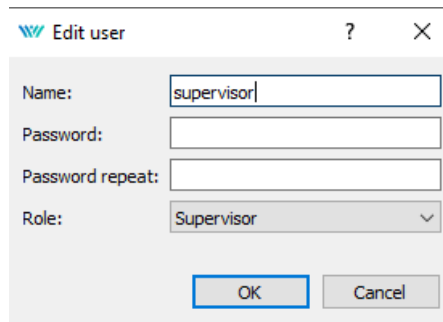 Edit user ?
Name: supervisor
Password:
Password repeat:
Role: Supervisor
OK Cancel